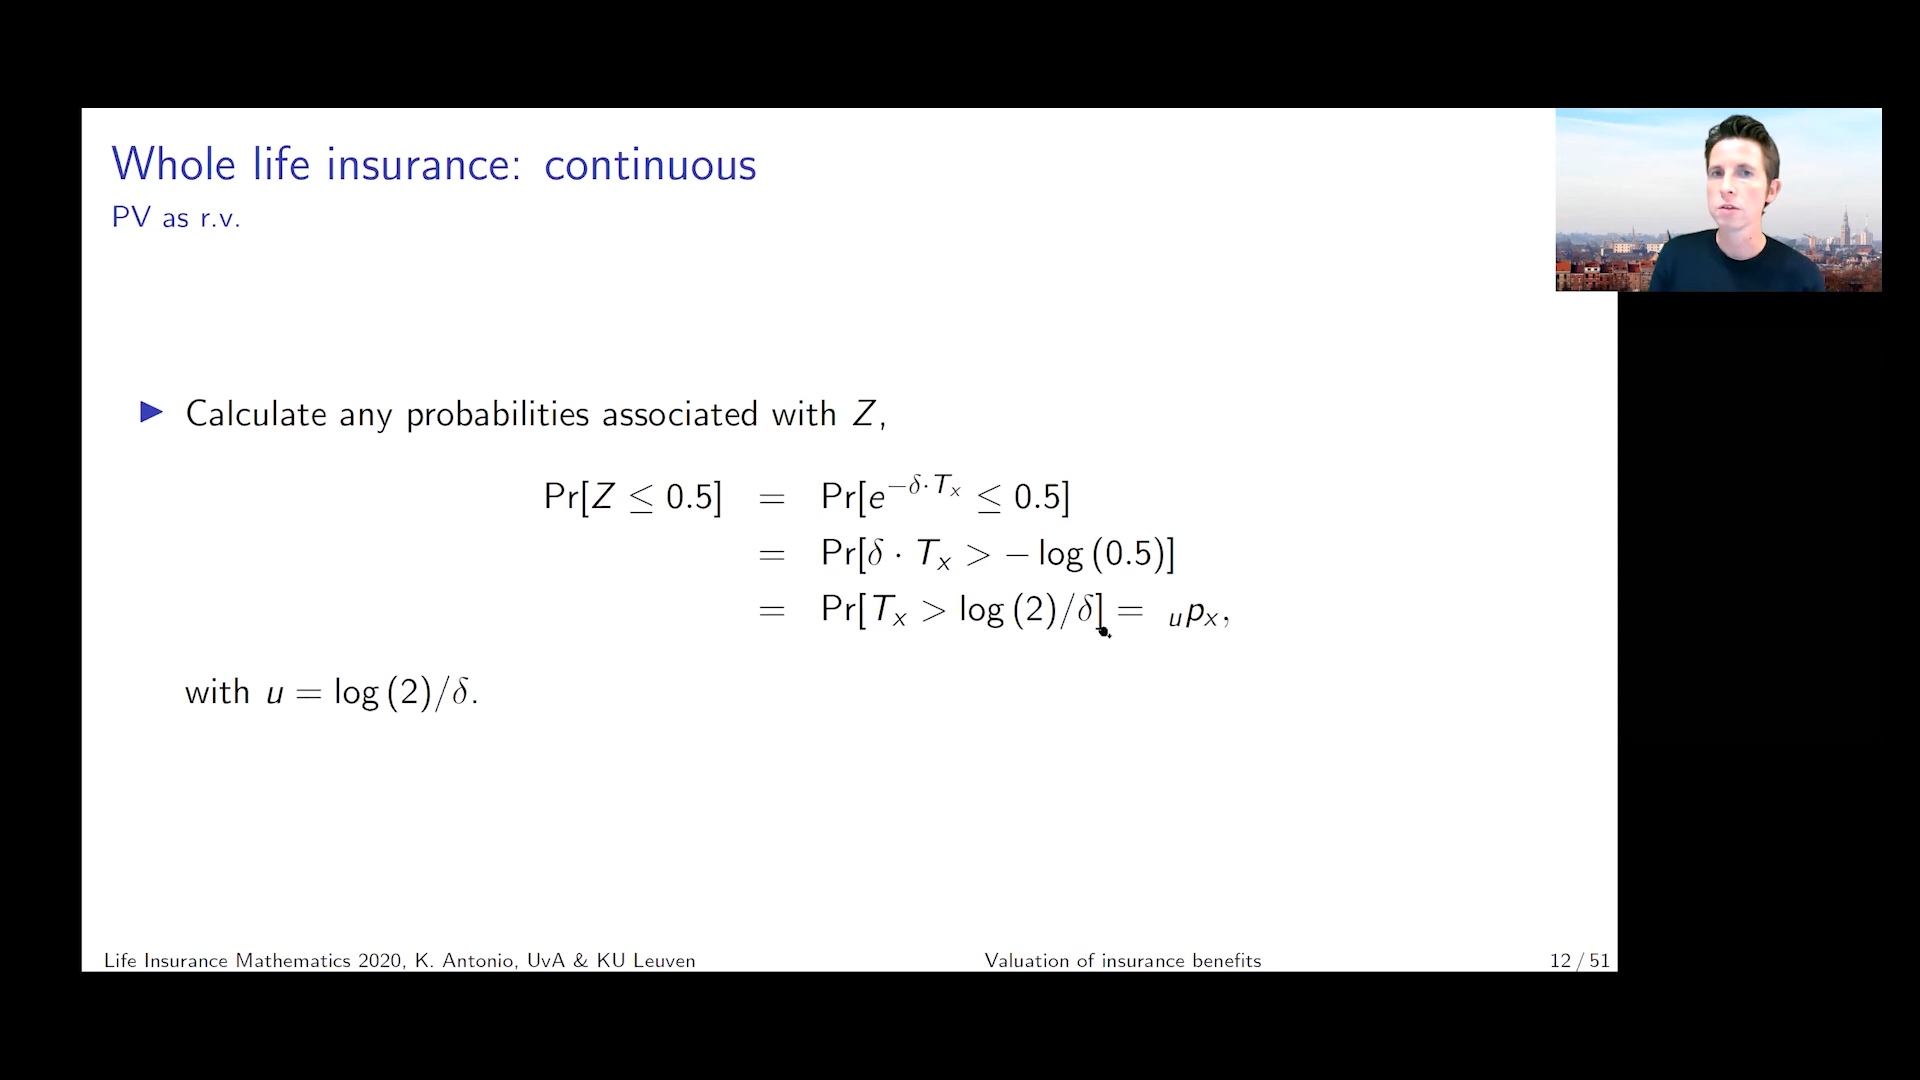 Whole life insurance: continuous
PV as r.v.
▶ Calculate any probabilities associated with Z,
Pr[Z ≤ 0.5] = Pr[e^{−δ·T_x} ≤ 0.5]
= Pr[δ · T_x > − log (0.5)]
= Pr[T_x > log (2)/δ] = _u p_x,
with u = log (2)/δ.
Life Insurance Mathematics 2020, K. Antonio, UvA & KU Leuven Valuation of insurance benefits 12 / 51